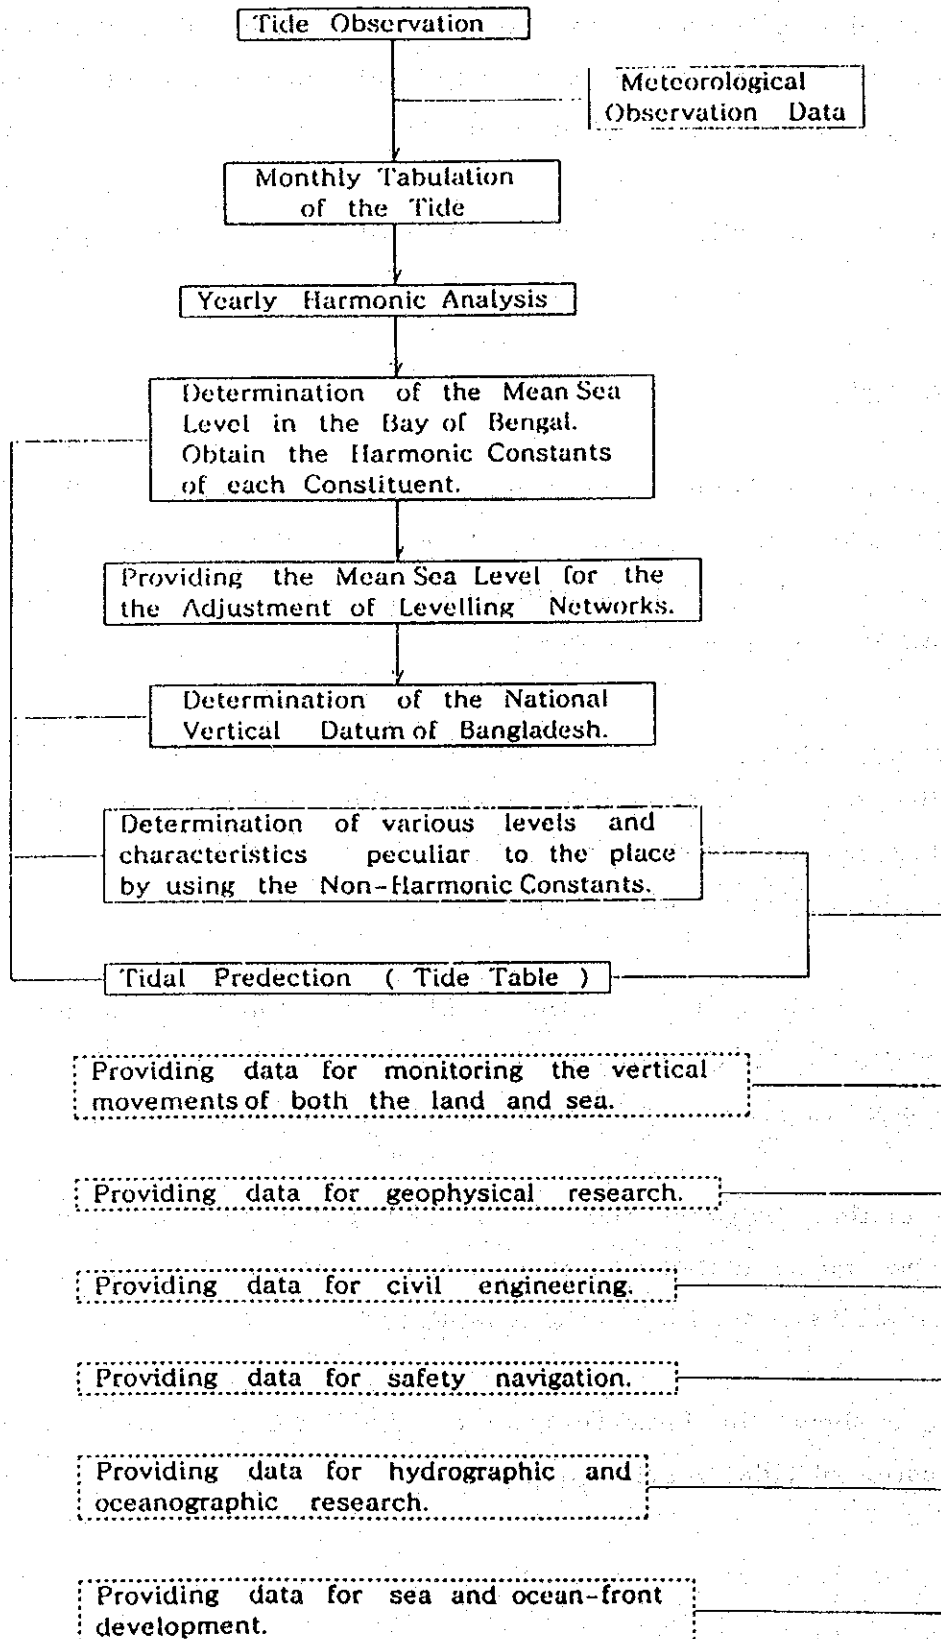 Tide Observation
Meteorological
Observation Data
Monthly Tabulation
of the Tide
Yearly Harmonic Analysis
Determination of the Mean Sea
Level in the Bay of Bengal.
Obtain the Harmonic Constants
of each Constituent.
Providing the Mean Sea Level for the
the Adjustment of Levelling Networks.
Determination of the National
Vertical Datum of Bangladesh.
Determination of various levels and
characteristics peculiar to the place
by using the Non-Harmonic Constants.
Tidal Predection ( Tide Table )
Providing data for monitoring the vertical
movements of both the land and sea.
Providing data for geophysical research.
Providing data for civil engineering.
Providing data for safety navigation.
Providing data for hydrographic and
oceanographic research.
Providing data for sea and ocean-front
development.